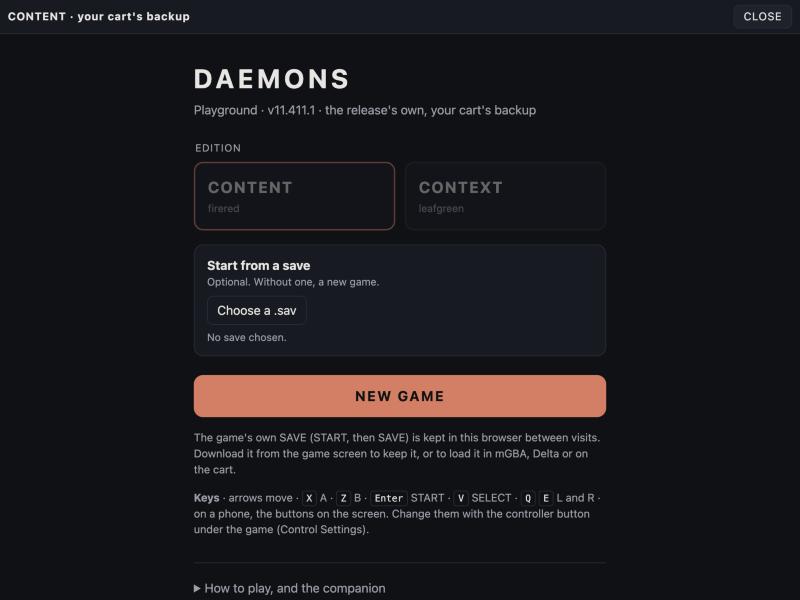 CONTENT · your cart's backup
CLOSE
DAEMONS
Playground · v11.411.1 · the release's own, your cart's backup
EDITION
CONTENT
firered
CONTEXT
leafgreen
Start from a save
Optional. Without one, a new game.
Choose a .sav
No save chosen.
NEW GAME
The game's own SAVE (START, then SAVE) is kept in this browser between visits.
Download it from the game screen to keep it, or to load it in mGBA, Delta or on
the cart.
Keys · arrows move · X A · Z B · Enter START · V SELECT · Q E L and R ·
on a phone, the buttons on the screen. Change them with the controller button
under the game (Control Settings).
▶ How to play, and the companion